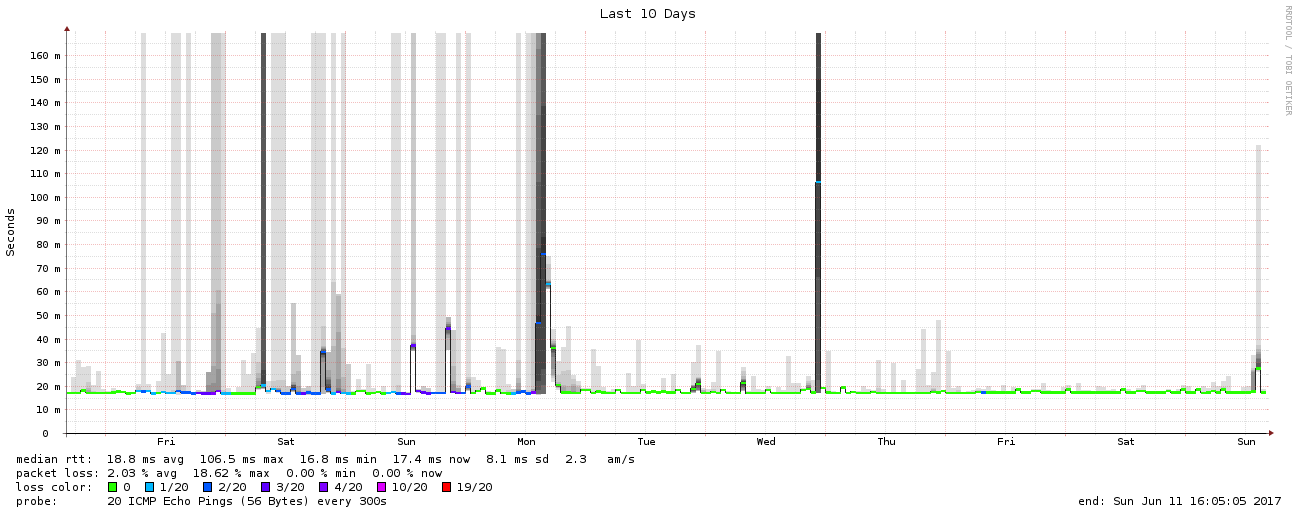 Last 10 Days
RRDTOOL / TOBI OETIKER
Seconds
160 m
150 m
140 m
130 m
120 m
110 m
100 m
90 m
80 m
70 m
60 m
50 m
40 m
30 m
20 m
10 m
0
Fri Sat Sun Mon Tue Wed Thu Fri Sat Sun
median rtt: 18.8 ms avg 106.5 ms max 16.8 ms min 17.4 ms now 8.1 ms sd 2.3 am/s
packet loss: 2.03 % avg 18.62 % max 0.00 % min 0.00 % now
loss color: 0 1/20 2/20 3/20 4/20 10/20 19/20
probe: 20 ICMP Echo Pings (56 Bytes) every 300s end: Sun Jun 11 16:05:05 2017